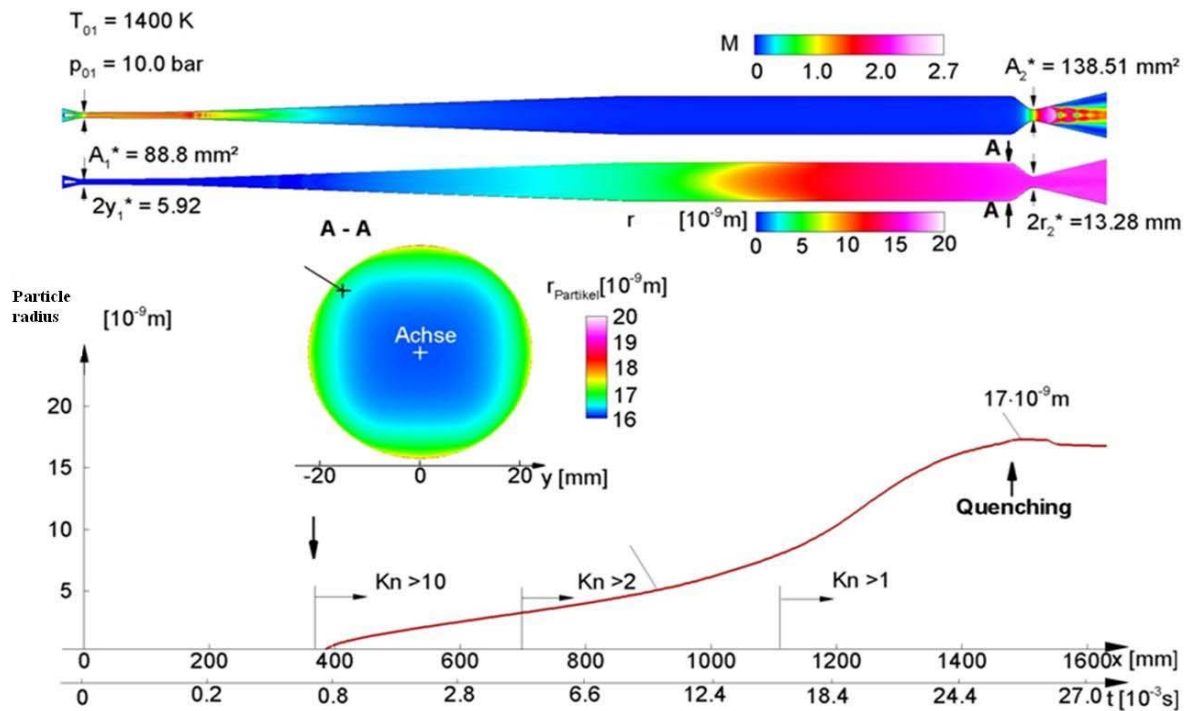 T₀₁ = 1400 K
p₀₁ = 10.0 bar
M
0 1.0 2.0 2.7
A₂* = 138.51 mm²
A₁* = 88.8 mm²
2y₁* = 5.92
A
A
r [10⁻⁹m]
0 5 10 15 20
2r₂* =13.28 mm
A - A
Achse
-20 0 20 y [mm]
r_Partikel[10⁻⁹m]
20
19
18
17
16
Particle
radius
[10⁻⁹m]
20
15
10
5
17·10⁻⁹m
Quenching
Kn >10
Kn >2
Kn >1
0 200 400 600 800 1000 1200 1400 1600 x [mm]
0 0.2 0.8 2.8 6.6 12.4 18.4 24.4 27.0 t [10⁻³s]